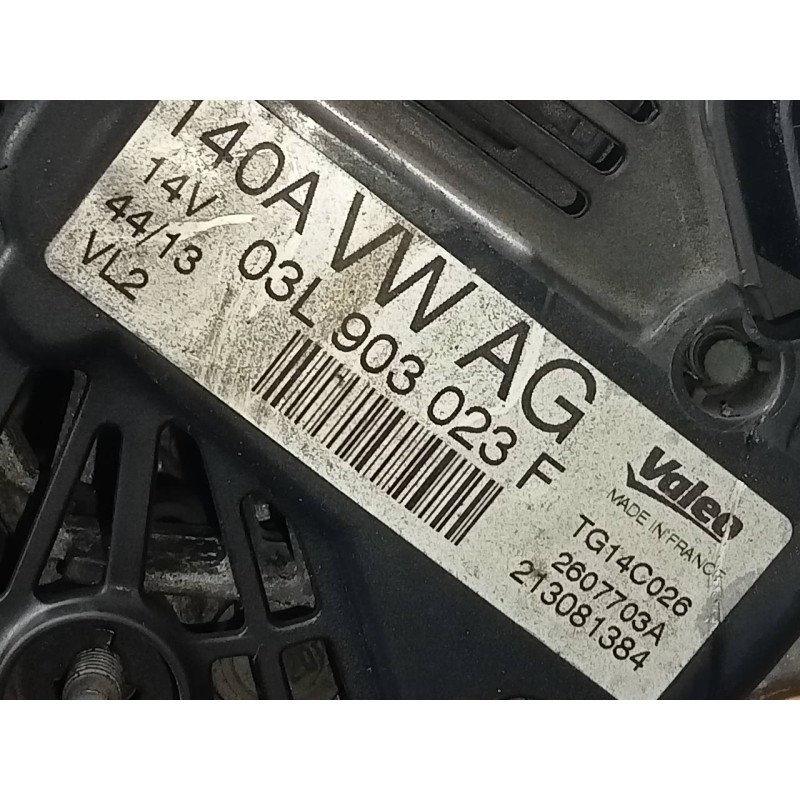 140A VW AG
14V 03L 903 023 F
44/13
VL2
Valeo
MADE IN FRANCE
TG14C026
2607703A
213081384